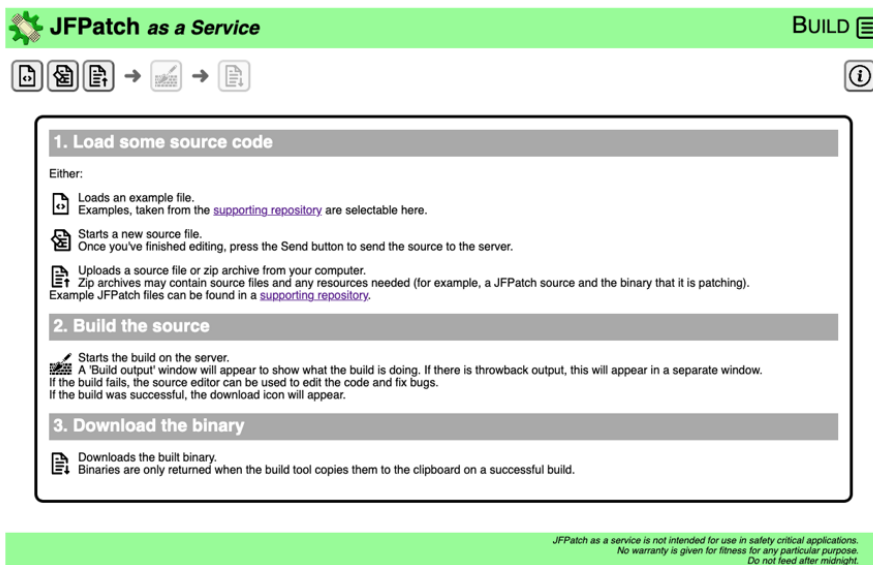 JFPatch as a Service
BUILD
1. Load some source code
Either:
Loads an example file.
Examples, taken from the supporting repository are selectable here.
Starts a new source file.
Once you've finished editing, press the Send button to send the source to the server.
Uploads a source file or zip archive from your computer.
Zip archives may contain source files and any resources needed (for example, a JFPatch source and the binary that it is patching).
Example JFPatch files can be found in a supporting repository.
2. Build the source
Starts the build on the server.
A 'Build output' window will appear to show what the build is doing. If there is throwback output, this will appear in a separate window.
If the build fails, the source editor can be used to edit the code and fix bugs.
If the build was successful, the download icon will appear.
3. Download the binary
Downloads the built binary.
Binaries are only returned when the build tool copies them to the clipboard on a successful build.
JFPatch as a service is not intended for use in safety critical applications.
No warranty is given for fitness for any particular purpose.
Do not feed after midnight.